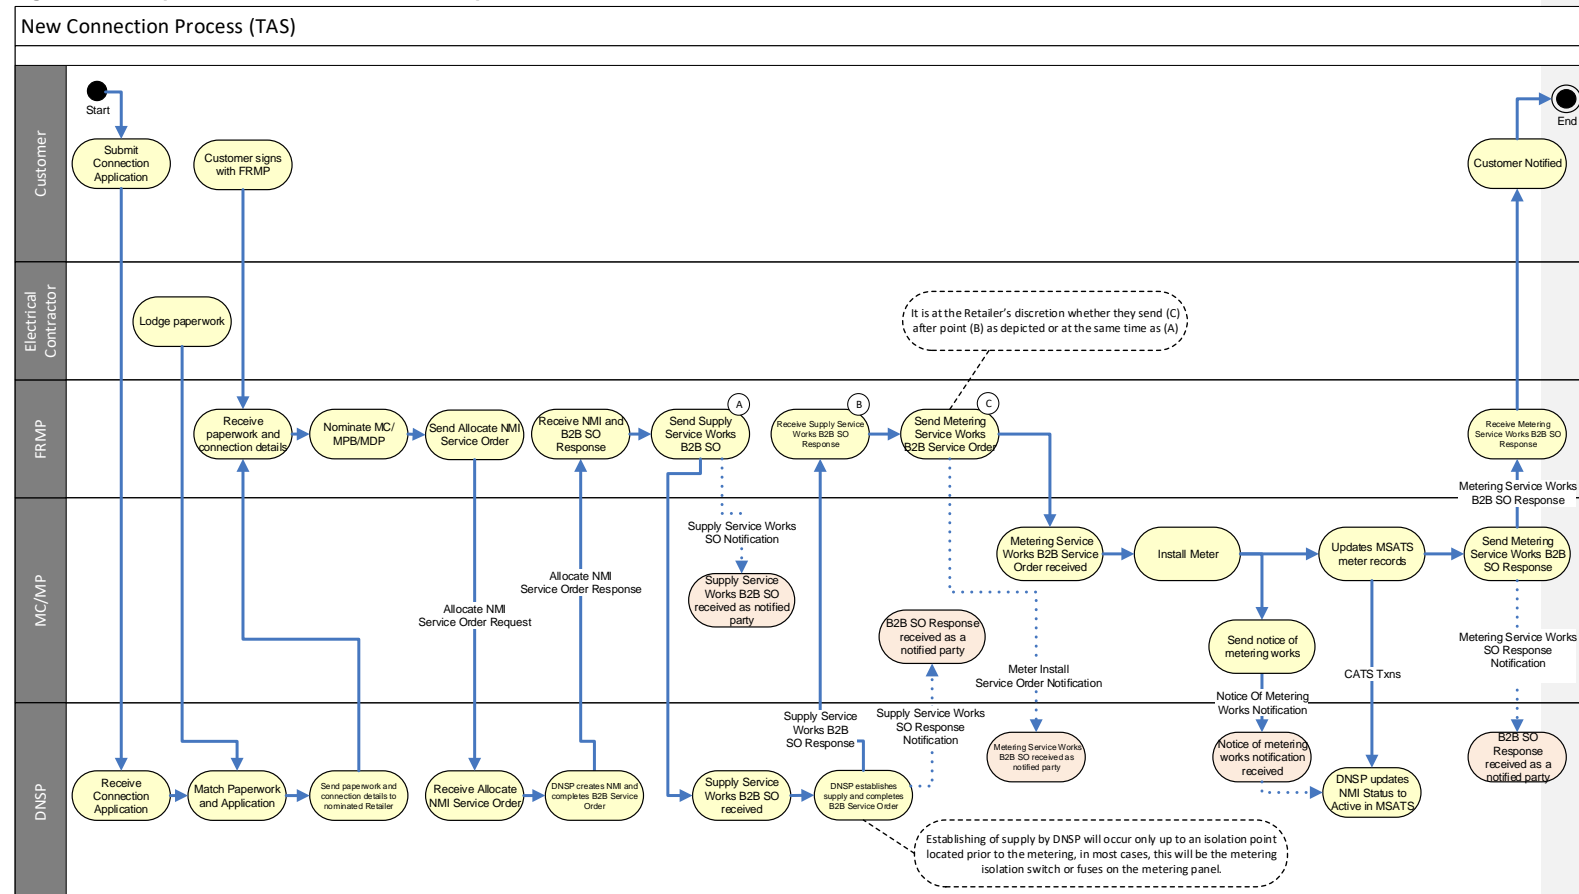 New Connection Process (TAS)
Customer
Start
End
Submit
Connection
Application
Customer signs
with FRMP
Customer Notified
Electrical
Contractor
Lodge paperwork
It is at the Retailer's discretion whether they send (C)
after point (B) as depicted or at the same time as (A)
FRMP
Receive
paperwork and
connection details
Nominate MC/
MPB/MDP
Send Allocate NMI
Service Order
Receive NMI and
B2B SO
Response
A
Send Supply
Service Works
B2B SO
B
Receive Supply Service
Works B2B SO
Response
C
Send Metering
Service Works
B2B Service Order
Receive Metering
Service Works B2B SO
Response
Metering Service Works
B2B SO Response
MC/MP
Supply Service Works
SO Notification
Supply Service
Works B2B SO
received as notified
party
Allocate NMI
Service Order Response
Allocate NMI
Service Order Request
B2B SO Response
received as a
notified party
Metering Service
Works B2B Service
Order received
Install Meter
Updates MSATS
meter records
Send Metering
Service Works B2B
SO Response
Send notice of
metering works
Meter Install
Service Order Notification
CATS Txns
Metering Service Works
SO Response
Notification
Notice Of Metering
Works Notification
DNSP
Supply Service
Works B2B
SO Response
Supply Service Works
SO Response
Notification
Receive
Connection
Application
Match Paperwork
and Application
Send paperwork and
connection details to
nominated Retailer
Receive Allocate
NMI Service Order
DNSP creates NMI and
completes B2B Service
Order
Supply Service
Works B2B SO
received
DNSP establishes
supply and completes
B2B Service Order
Metering Service Works
B2B SO received as
notified party
Notice of metering
works notification
received
DNSP updates
NMI Status to
Active in MSATS
B2B SO
Response
received as a
notified party
Establishing of supply by DNSP will occur only up to an isolation point
located prior to the metering, in most cases, this will be the metering
isolation switch or fuses on the metering panel.